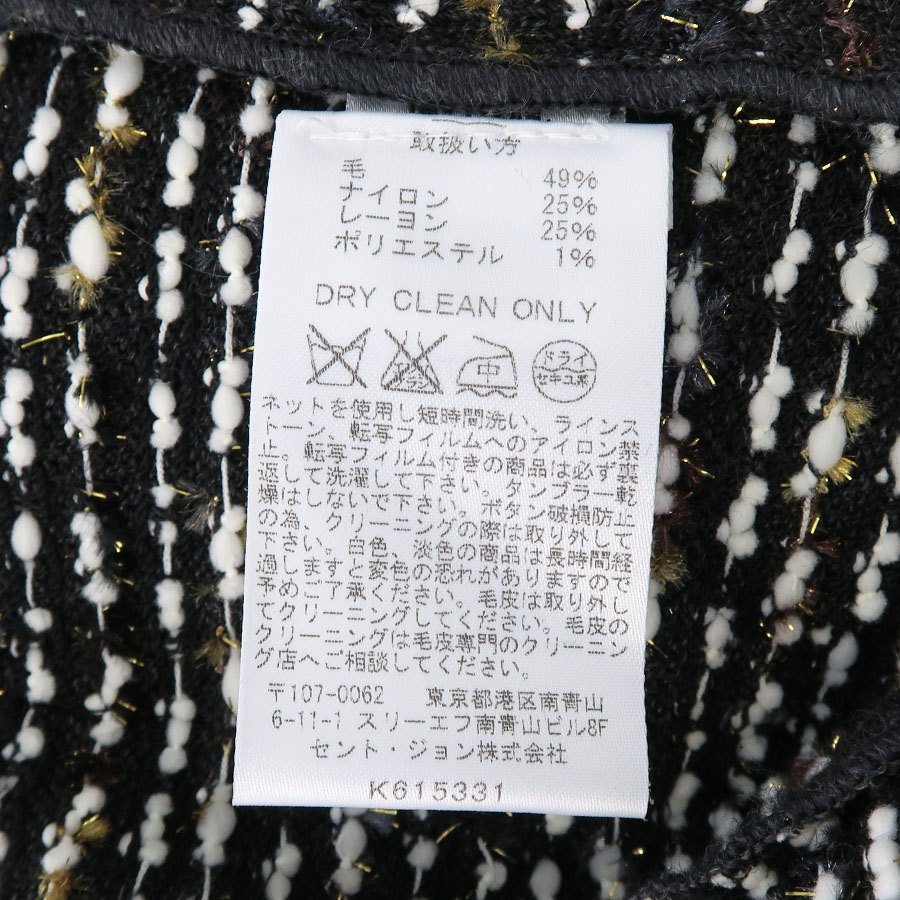 取扱い方
毛 49%
ナイロン 25%
レーヨン 25%
ポリエステル 1%
DRY CLEAN ONLY
中
ドライ
セキユ系
ネットを使用し短時間洗い、ラインス
トーン、転写フィルムへのアイロン禁
止。転写フィルム付きの商品は必ず裏
返して洗濯して下さい。タンブラー乾
燥はしないで下さい。ボタン破損防止
の為、クリーニングの際は取り外して
下さい。白色、淡色の商品は長時間経
過しますと変色の恐れがありますので
予めご了承ください。毛皮は取り外し
てクリーニングしてください。毛皮の
クリーニングは毛皮専門のクリーニン
グ店へご相談してください。
〒107-0062 東京都港区南青山
6-11-1 スリーエフ南青山ビル8F
セント・ジョン株式会社
K615331